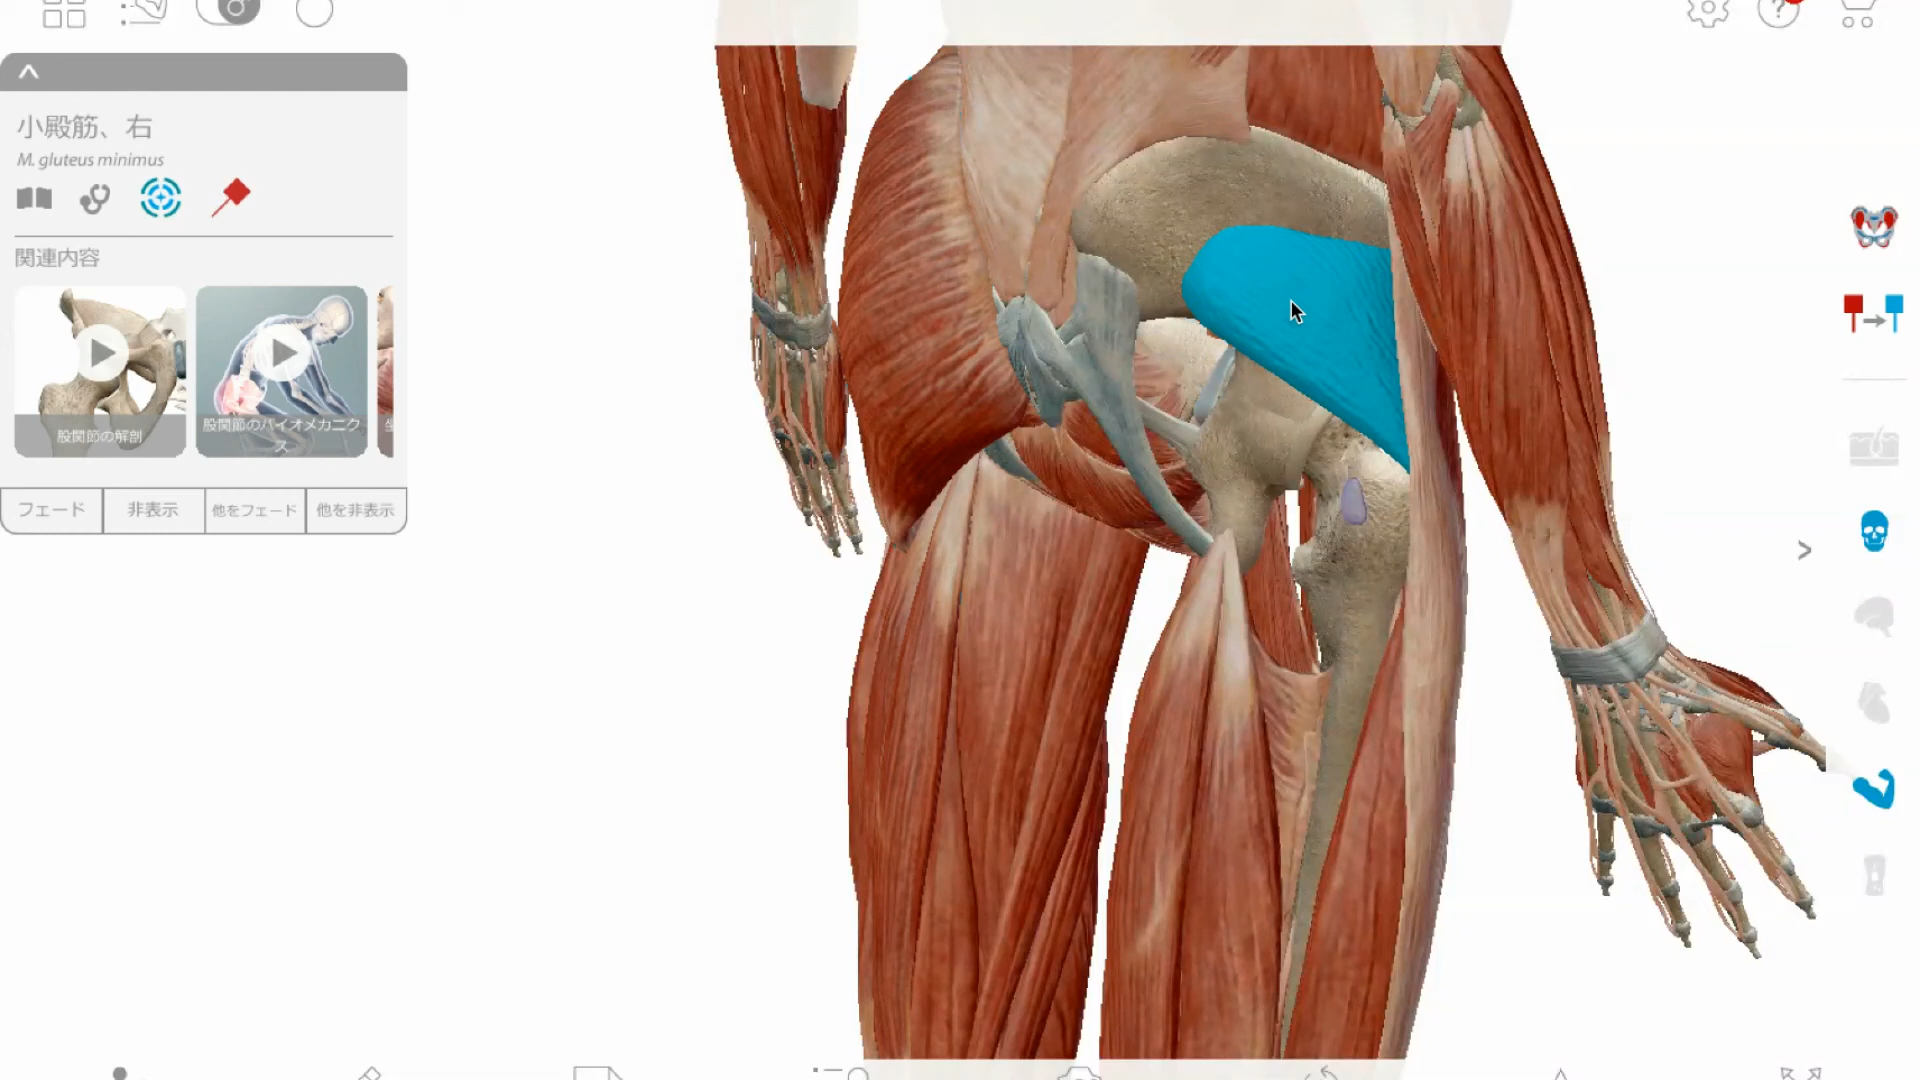 小殿筋、右
M. gluteus minimus
関連内容
股関節の解剖
股関節のバイオメカニク
ス
フェード
非表示
他をフェード
他を非表示